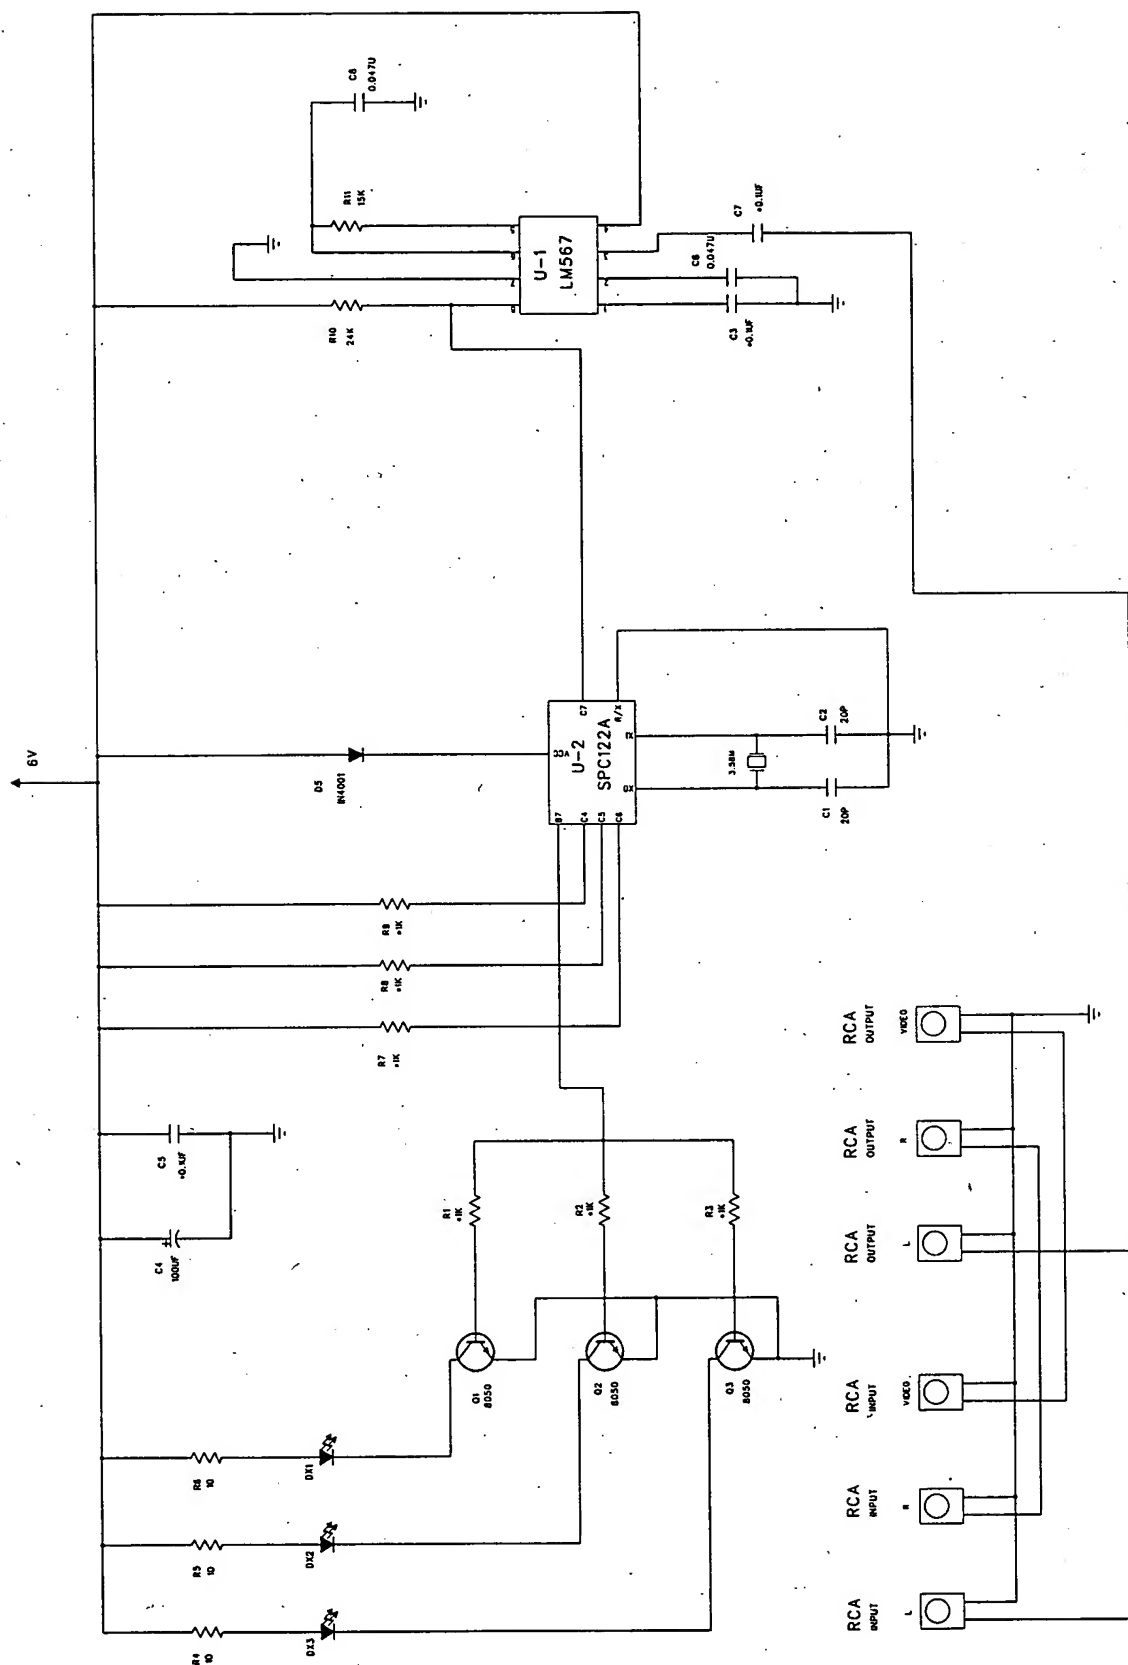 6V
C8
0.047U
R11
15K
R10
24K
U-1
LM567
C7
+0.1UF
C6
0.047U
C3
+0.1UF
D5
IN4001
U-2
SPC122A
C7
R/X
B7
C4
C5
C6
3.58M
C2
20P
C1
20P
R9
+1K
R8
+1K
R7
+1K
C5
+0.1UF
C4
100UF
R1
+1K
R2
+1K
R3
+1K
Q1
8050
Q2
8050
Q3
8050
R6
10
DX1
R5
10
DX2
R4
10
DX3
RCA
OUTPUT
VIDEO
RCA
OUTPUT
R
RCA
OUTPUT
L
RCA
INPUT
VIDEO
RCA
INPUT
R
RCA
INPUT
L